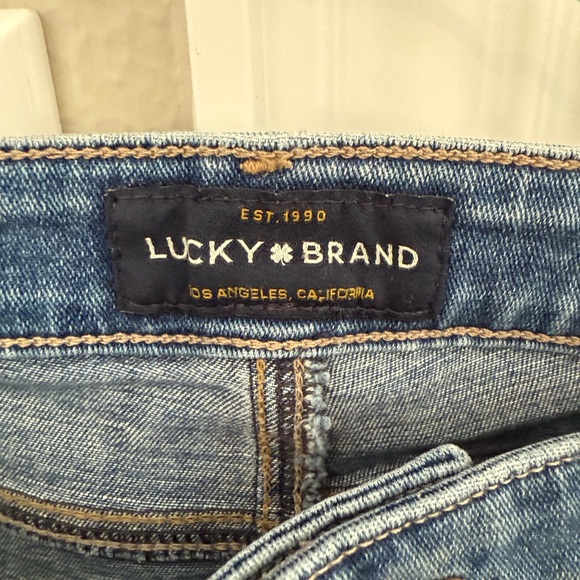 EST. 1990
LUCKY BRAND
LOS ANGELES, CALIFORNIA